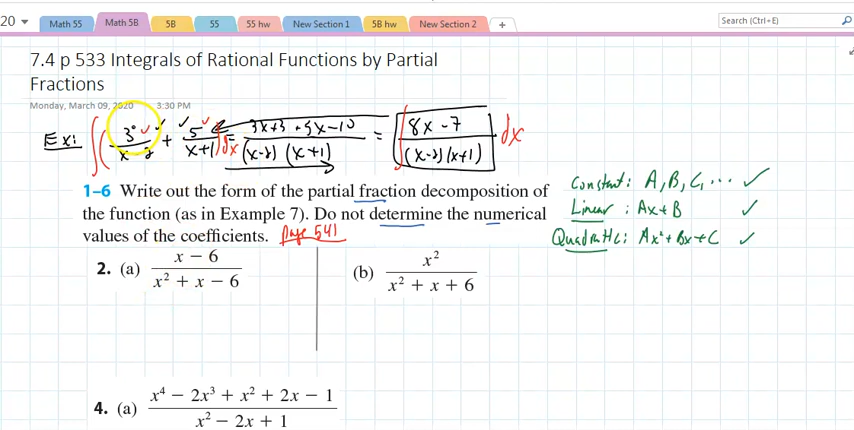 20 Math 55 Math 5B 5B 55 55 hw New Section 1 5B hw New Section 2 + Search (Ctrl+E)
7.4 p 533 Integrals of Rational Functions by Partial
Fractions
Monday, March 09, 2020 3:30 PM
Ex: ∫(3/(x-2) + 5/(x+1))dx = (3x+3+5x-10)/((x-2)(x+1)) = ∫ (8x-7)/((x-2)(x+1)) dx
1–6 Write out the form of the partial fraction decomposition of
the function (as in Example 7). Do not determine the numerical
values of the coefficients. Page 541
Constant: A, B, C, ... ✓
Linear: Ax+B ✓
Quadratic: Ax²+Bx+C ✓
2. (a) (x − 6)/(x² + x − 6)
(b) x²/(x² + x + 6)
4. (a) (x⁴ − 2x³ + x² + 2x − 1)/(x² − 2x + 1)